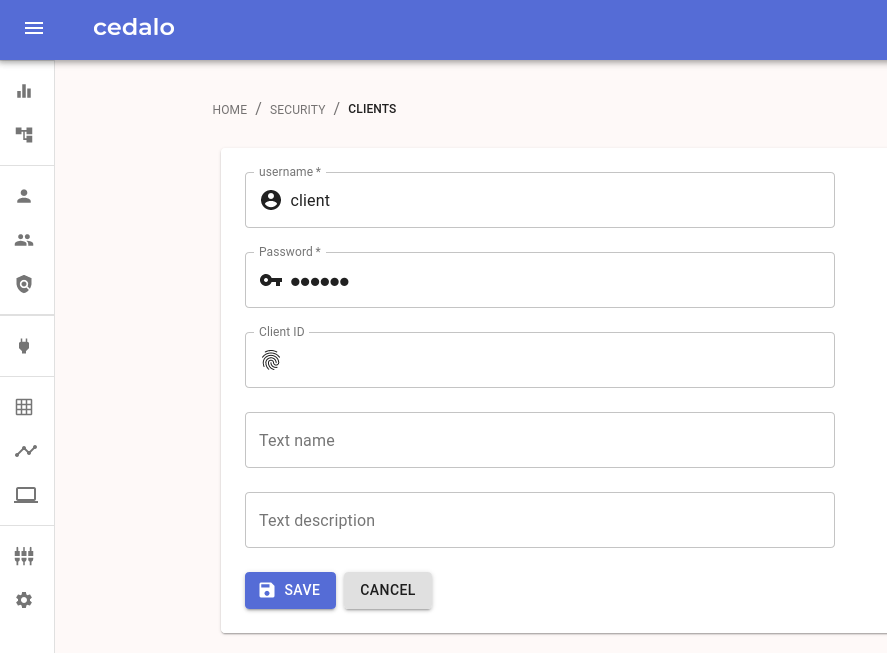 cedalo
HOME / SECURITY / CLIENTS
username *
client
Password *
●●●●●●
Client ID
Text name
Text description
SAVE CANCEL